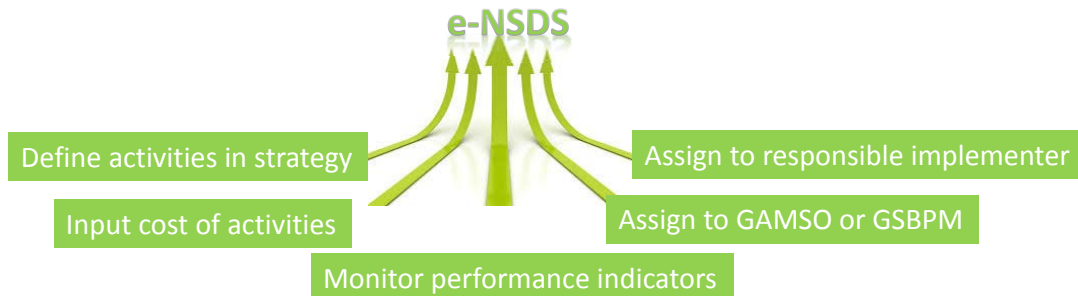 e-NSDS
Define activities in strategy
Assign to responsible implementer
Input cost of activities
Assign to GAMSO or GSBPM
Monitor performance indicators